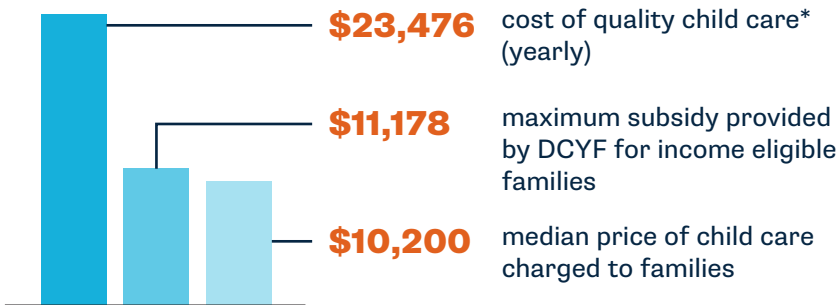 $23,476 cost of quality child care*
(yearly)
$11,178 maximum subsidy provided
by DCYF for income eligible
families
$10,200 median price of child care
charged to families